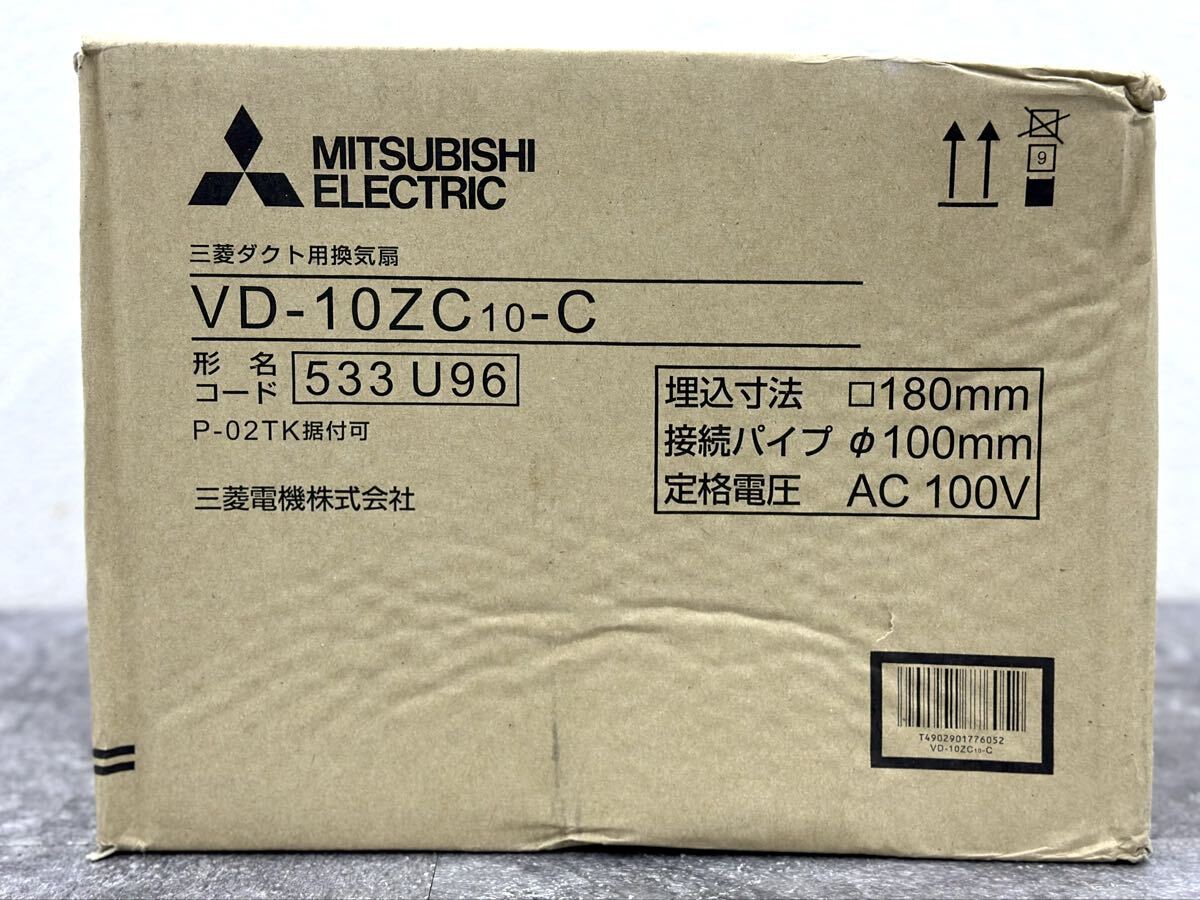 MITSUBISHI
ELECTRIC
9
三菱ダクト用換気扇
VD-10ZC10-C
形名
コード
533 U96
P-02TK据付可
三菱電機株式会社
埋込寸法 □180mm
接続パイプ φ100mm
定格電圧 AC 100V
T4902901776052
VD-10ZC10-C